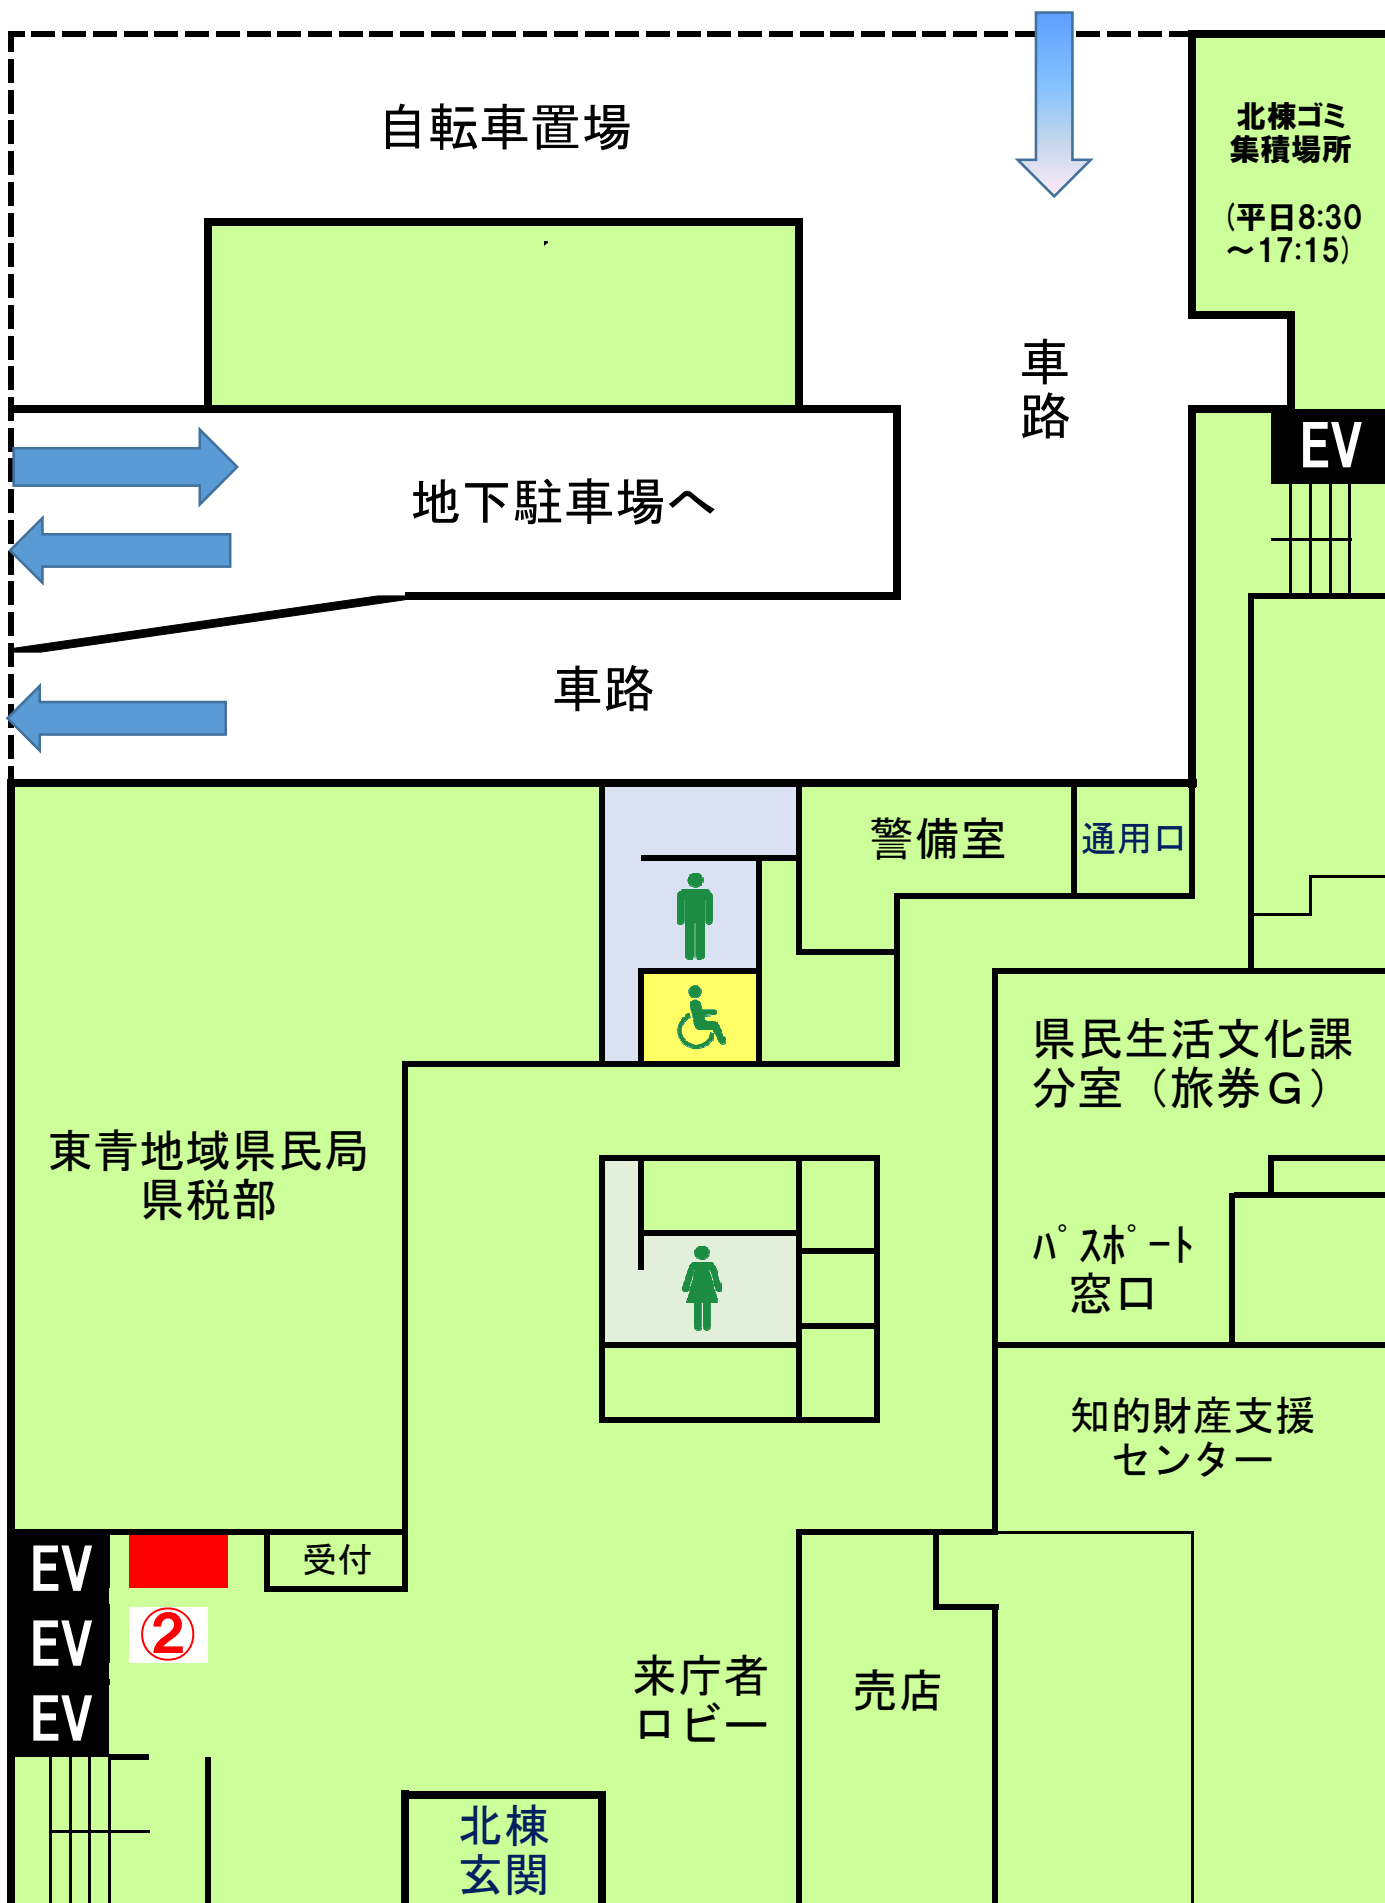 自転車置場
北棟ゴミ
集積場所
(平日8:30
～17:15)
車
路
EV
地下駐車場へ
車路
警備室
通用口
県民生活文化課
分室（旅券Ｇ）
東青地域県民局
県税部
ﾊﾟｽﾎﾟｰﾄ
窓口
知的財産支援
センター
EV
受付
EV
②
EV
来庁者
ロビー
売店
北棟
玄関